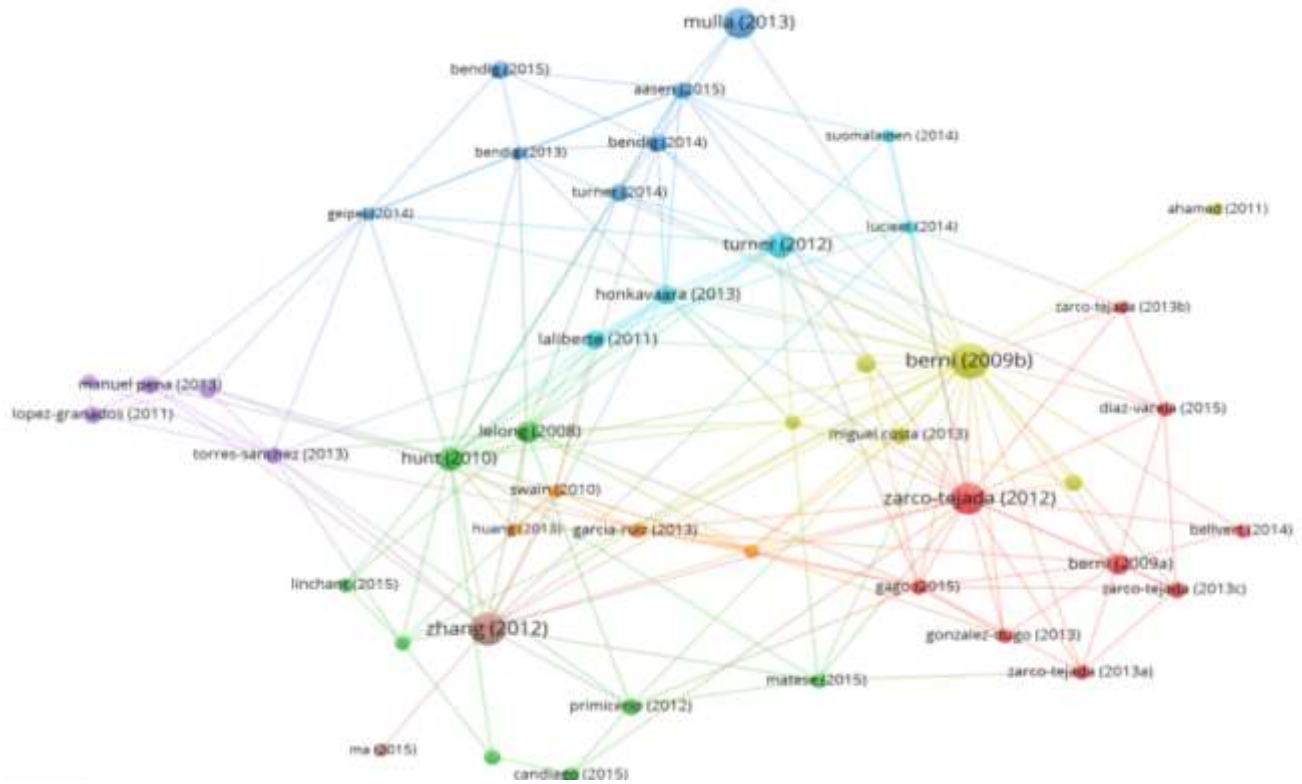 mulla (2013)
bendig (2015)
aasen (2015)
suomalainen (2014)
bendig (2014)
bendig (2013)
turner (2014)
ahamed (2011)
geipel (2014)
lucieer (2014)
turner (2012)
honkavaara (2013)
zarco-tejada (2013b)
laliberte (2011)
berni (2009b)
manuel pena (2013)
lopez-granados (2011)
diaz-varela (2015)
lelong (2008)
miguel costa (2013)
torres-sanchez (2013)
hunt (2010)
swain (2010)
zarco-tejada (2012)
huang (2013)
garcia-ruiz (2013)
bellvert (2014)
berni (2009a)
linchant (2015)
gago (2015)
zarco-tejada (2013c)
zhang (2012)
gonzalez-dugo (2013)
zarco-tejada (2013a)
matese (2015)
primicerio (2012)
ma (2015)
candiago (2015)